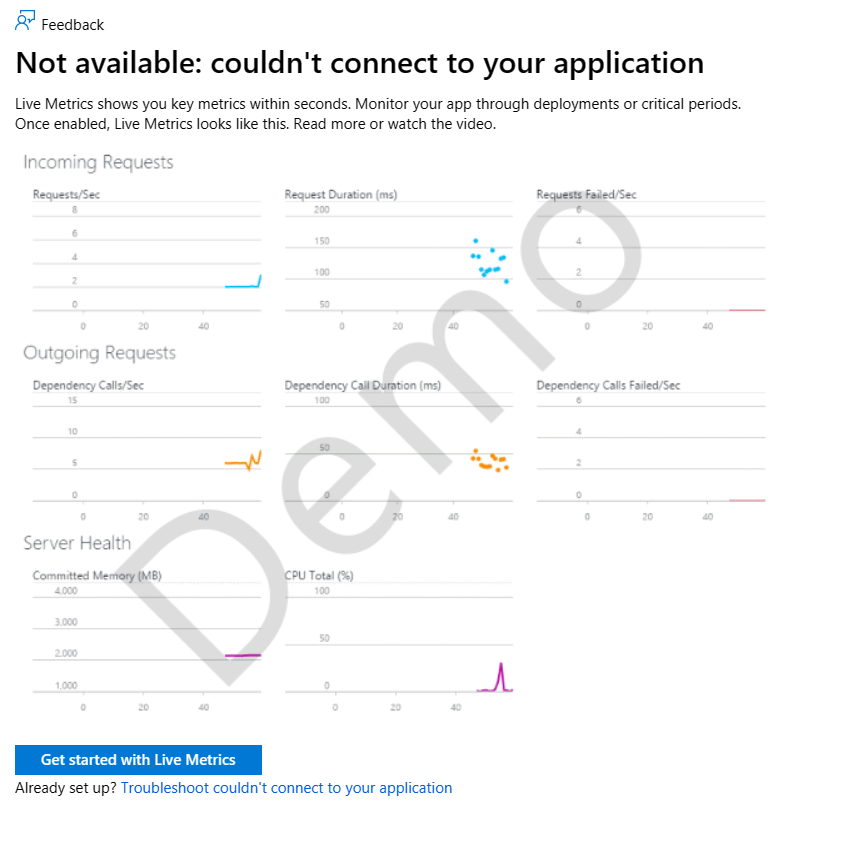 Feedback
Not available: couldn't connect to your application
Live Metrics shows you key metrics within seconds. Monitor your app through deployments or critical periods.
Once enabled, Live Metrics looks like this. Read more or watch the video.
Incoming Requests
Requests/Sec
8
6
4
2
0
0 20 40
Request Duration (ms)
200
150
100
50
0 20 40
Requests Failed/Sec
6
4
2
0
0 20 40
Outgoing Requests
Dependency Calls/Sec
15
10
5
0
0 20 40
Dependency Call Duration (ms)
100
50
0
0 20 40
Dependency Calls Failed/Sec
6
4
2
0
0 20 40
Server Health
Committed Memory (MB)
4,000
3,000
2,000
1,000
0 20 40
CPU Total (%)
100
50
0
0 20 40
Demo
Get started with Live Metrics
Already set up? Troubleshoot couldn't connect to your application